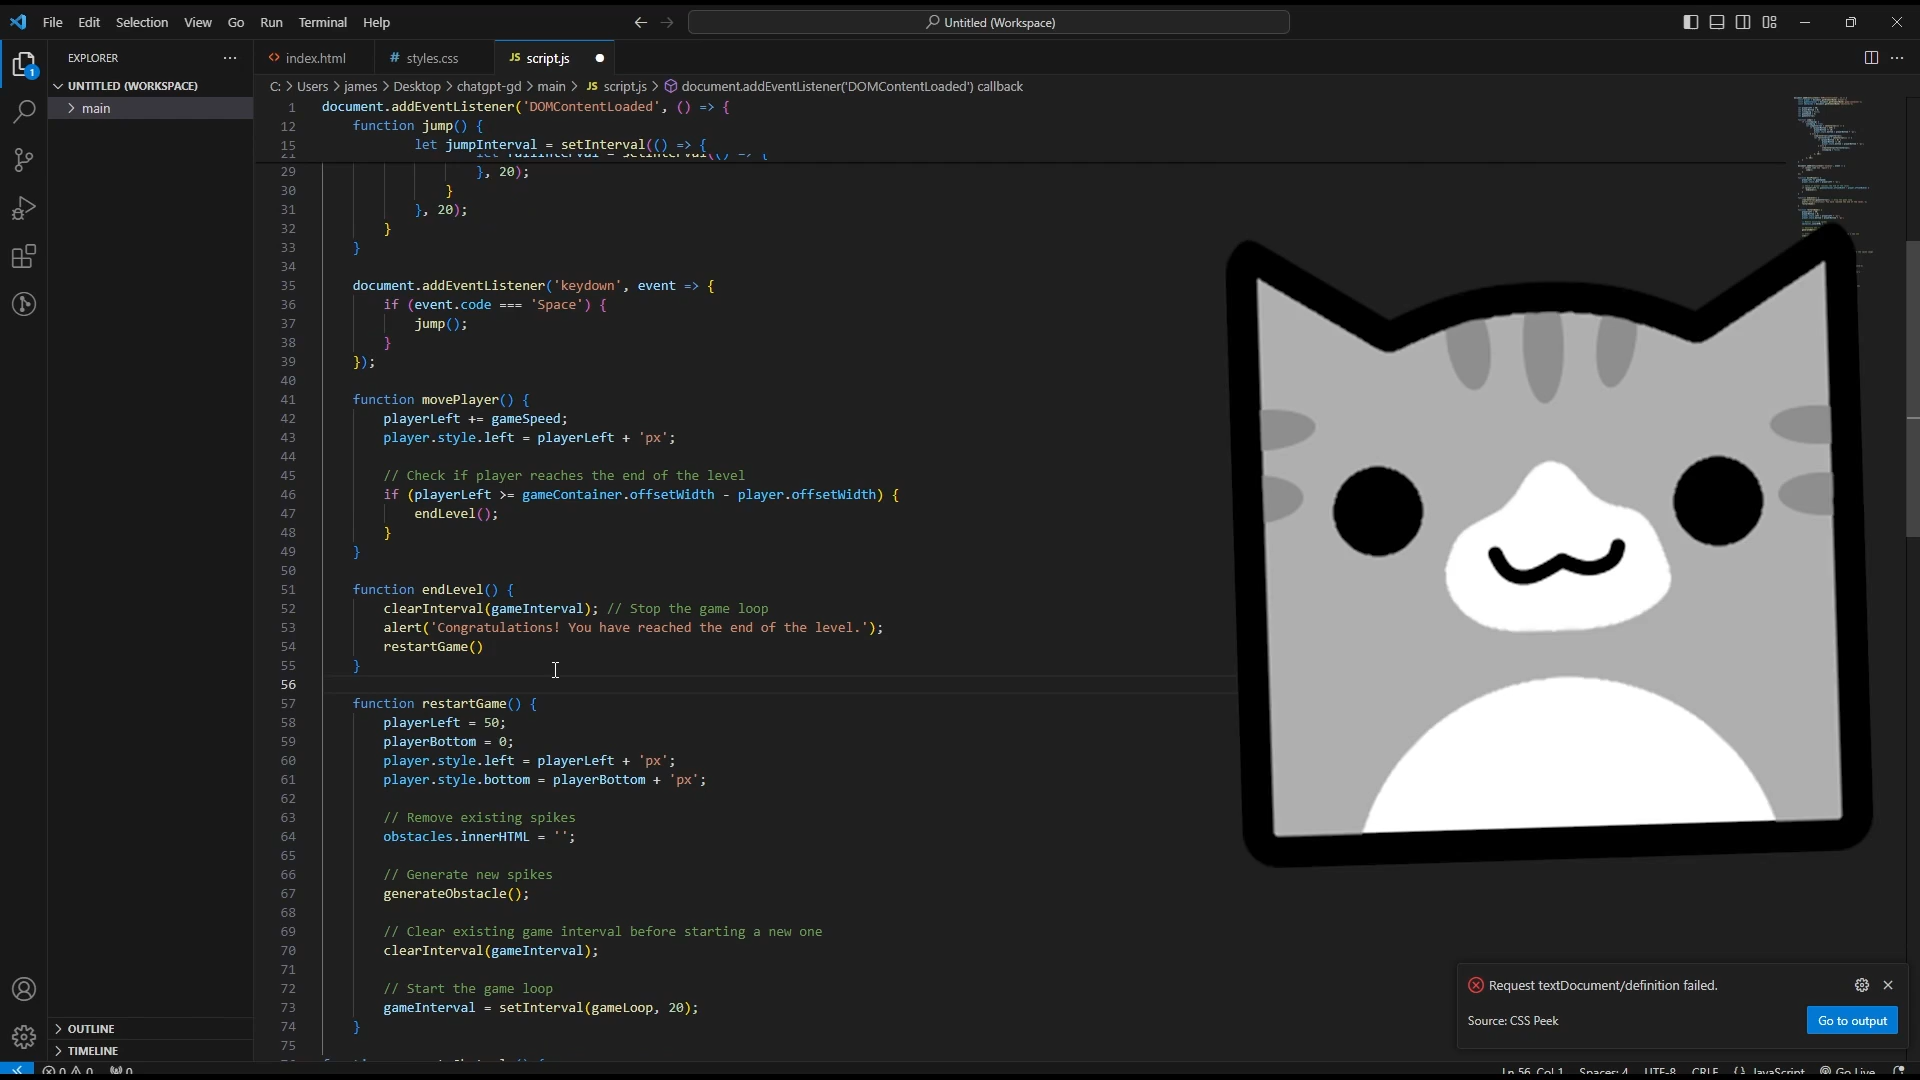 File Edit Selection View Go Run Terminal Help
Untitled (Workspace)
EXPLORER
UNTITLED (WORKSPACE)
main
1
index.html
# styles.css
JS script.js
C: > Users > james > Desktop > chatgpt-gd > main > JS script.js > document.addEventListener('DOMContentLoaded') callback
1 document.addEventListener('DOMContentLoaded', () => {
12 function jump() {
15 let jumpInterval = setInterval(() => {
21 let fallInterval = setInterval(() => {
29 }, 20);
30 }
31 }, 20);
32 }
33 }
34
35 document.addEventListener('keydown', event => {
36 if (event.code === 'Space') {
37 jump();
38 }
39 });
40
41 function movePlayer() {
42 playerLeft += gameSpeed;
43 player.style.left = playerLeft + 'px';
44
45 // Check if player reaches the end of the level
46 if (playerLeft >= gameContainer.offsetWidth - player.offsetWidth) {
47 endLevel();
48 }
49 }
50
51 function endLevel() {
52 clearInterval(gameInterval); // Stop the game loop
53 alert('Congratulations! You have reached the end of the level.');
54 restartGame()
55 }
56
57 function restartGame() {
58 playerLeft = 50;
59 playerBottom = 0;
60 player.style.left = playerLeft + 'px';
61 player.style.bottom = playerBottom + 'px';
62
63 // Remove existing spikes
64 obstacles.innerHTML = '';
65
66 // Generate new spikes
67 generateObstacle();
68
69 // Clear existing game interval before starting a new one
70 clearInterval(gameInterval);
71
72 // Start the game loop
73 gameInterval = setInterval(gameLoop, 20);
74 }
75
Request textDocument/definition failed.
Source: CSS Peek
Go to output
OUTLINE
TIMELINE
0 0 0
Ln 56, Col 1 Spaces: 4 UTF-8 CRLF {} JavaScript Go Live